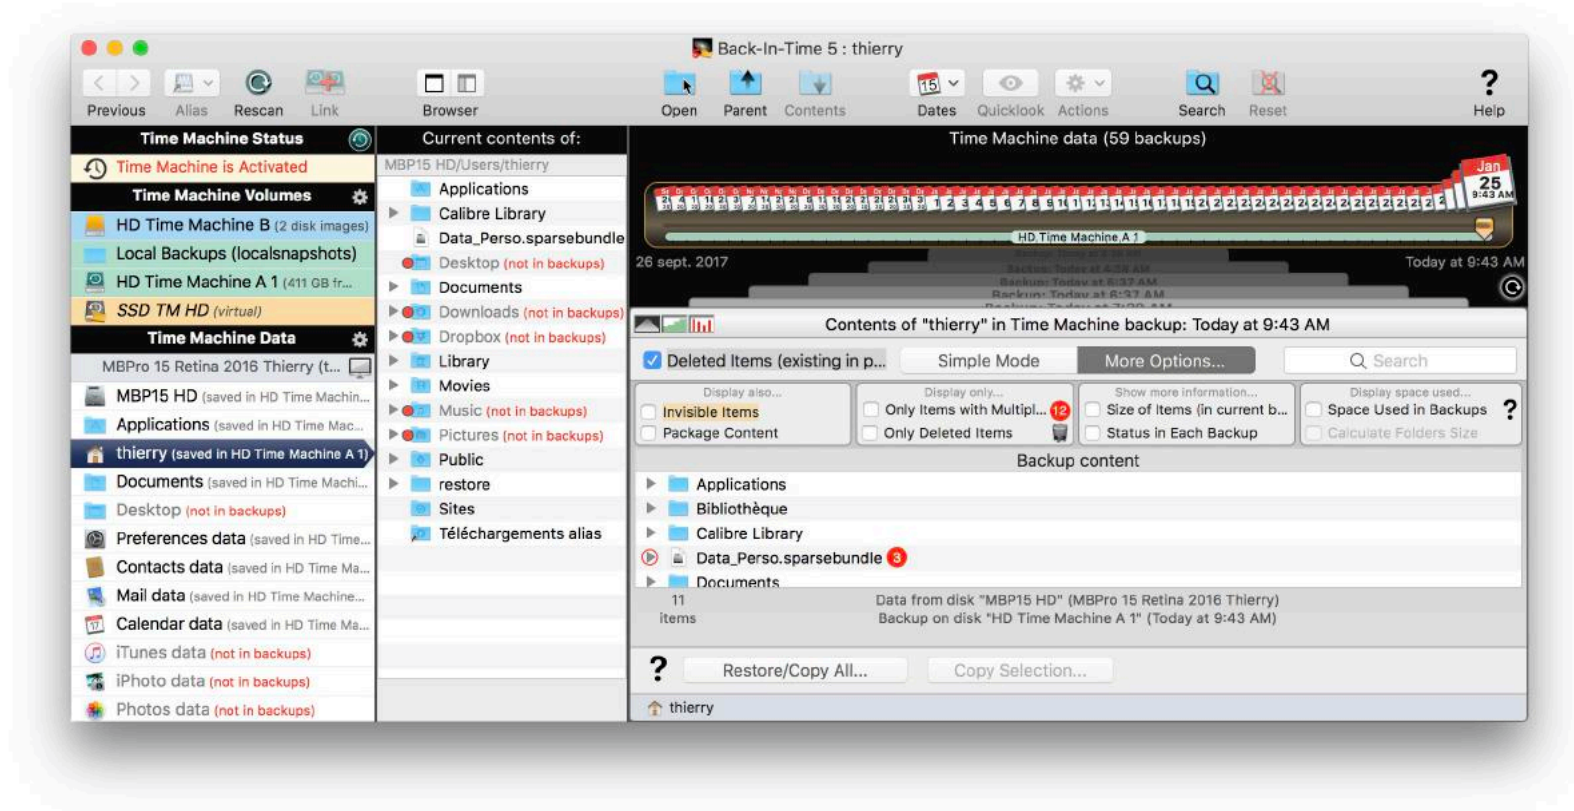 Back-In-Time 5 : thierry
Previous Alias Rescan Link Browser Open Parent Contents Dates Quicklook Actions Search Reset Help
15
?
Time Machine Status
Time Machine is Activated
Time Machine Volumes
HD Time Machine B (2 disk images)
Local Backups (localsnapshots)
HD Time Machine A 1 (411 GB fr...
SSD TM HD (virtual)
Time Machine Data
MBPro 15 Retina 2016 Thierry (t...
MBP15 HD (saved in HD Time Machin...
Applications (saved in HD Time Mac...
thierry (saved in HD Time Machine A 1)
Documents (saved in HD Time Machi...
Desktop (not in backups)
Preferences data (saved in HD Time...
Contacts data (saved in HD Time Ma...
Mail data (saved in HD Time Machine...
Calendar data (saved in HD Time Ma...
17
iTunes data (not in backups)
iPhoto data (not in backups)
Photos data (not in backups)
Current contents of:
MBP15 HD/Users/thierry
Applications
Calibre Library
Data_Perso.sparsebundle
Desktop (not in backups)
Documents
Downloads (not in backups)
Dropbox (not in backups)
Library
Movies
Music (not in backups)
Pictures (not in backups)
Public
restore
Sites
Téléchargements alias
Time Machine data (59 backups)
Jan
25
9:43 AM
HD Time Machine A 1
26 sept. 2017
Today at 9:43 AM
Backup: Today at 6:37 AM
Contents of "thierry" in Time Machine backup: Today at 9:43 AM
Deleted Items (existing in p...
Simple Mode
More Options...
Search
Display also...
Invisible Items
Package Content
Display only...
Only Items with Multipl... 12
Only Deleted Items
Show more information...
Size of Items (in current b...
Status in Each Backup
Display space used...
Space Used in Backups
Calculate Folders Size
?
Backup content
Applications
Bibliothèque
Calibre Library
Data_Perso.sparsebundle 3
Documents
11
items
Data from disk "MBP15 HD" (MBPro 15 Retina 2016 Thierry)
Backup on disk "HD Time Machine A 1" (Today at 9:43 AM)
?
Restore/Copy All...
Copy Selection...
thierry